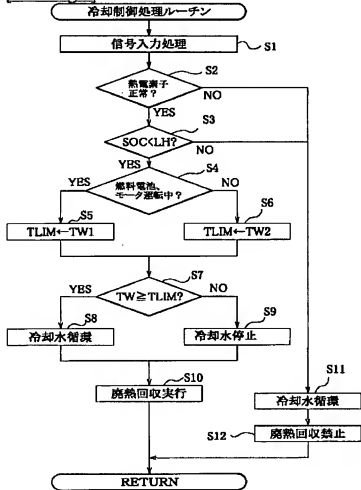 冷却制御処理ルーチン
信号入力処理
S1
S2
熱電素子
正常？
NO
YES
S3
SOC<LH?
NO
YES
S4
YES
燃料電池、
モータ運転中？
NO
S5
TLIM←TW1
S6
TLIM←TW2
S7
YES
TW≧TLIM?
NO
S8
冷却水循環
S9
冷却水停止
S10
廃熱回収実行
S11
冷却水循環
S12
廃熱回収禁止
RETURN